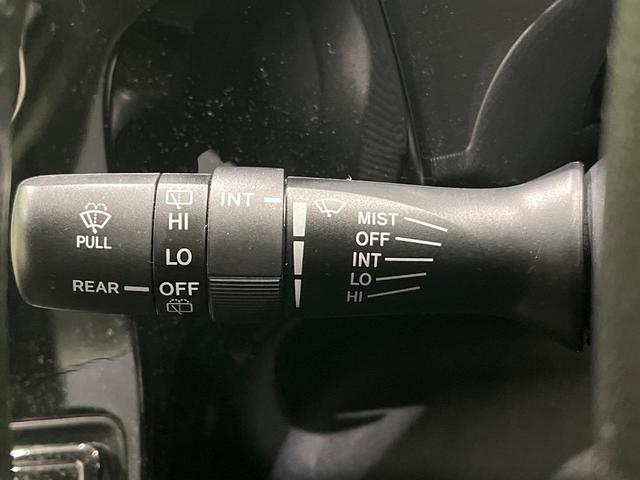 PULL
REAR
HI
LO
OFF
INT
MIST
OFF
INT
LO
HI